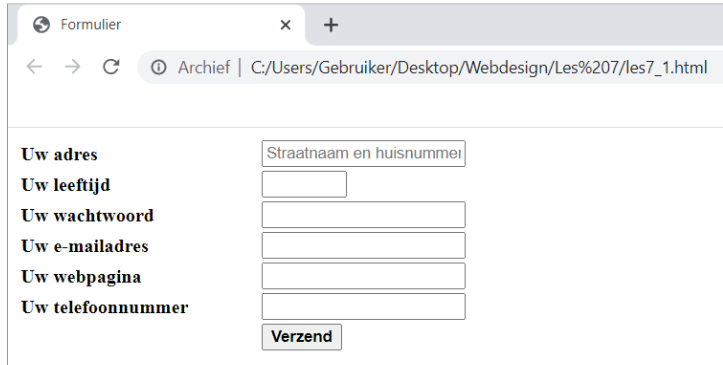 Formulier
Archief | C:/Users/Gebruiker/Desktop/Webdesign/Les%207/les7_1.html
Uw adres Straatnaam en huisnummer
Uw leeftijd
Uw wachtwoord
Uw e-mailadres
Uw webpagina
Uw telefoonnummer
Verzend